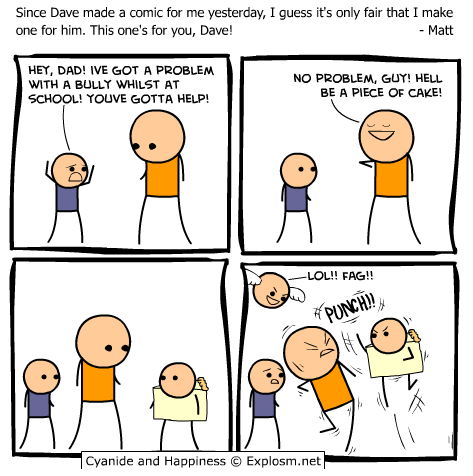 Since Dave made a comic for me yesterday, I guess it's only fair that I make
one for him. This one's for you, Dave!
- Matt
HEY, DAD! IVE GOT A PROBLEM
WITH A BULLY WHILST AT
SCHOOL! YOUVE GOTTA HELP!
NO PROBLEM, GUY! HELL
BE A PIECE OF CAKE!
LOL!! FAG!!
PUNCH!!
Cyanide and Happiness © Explosm.net